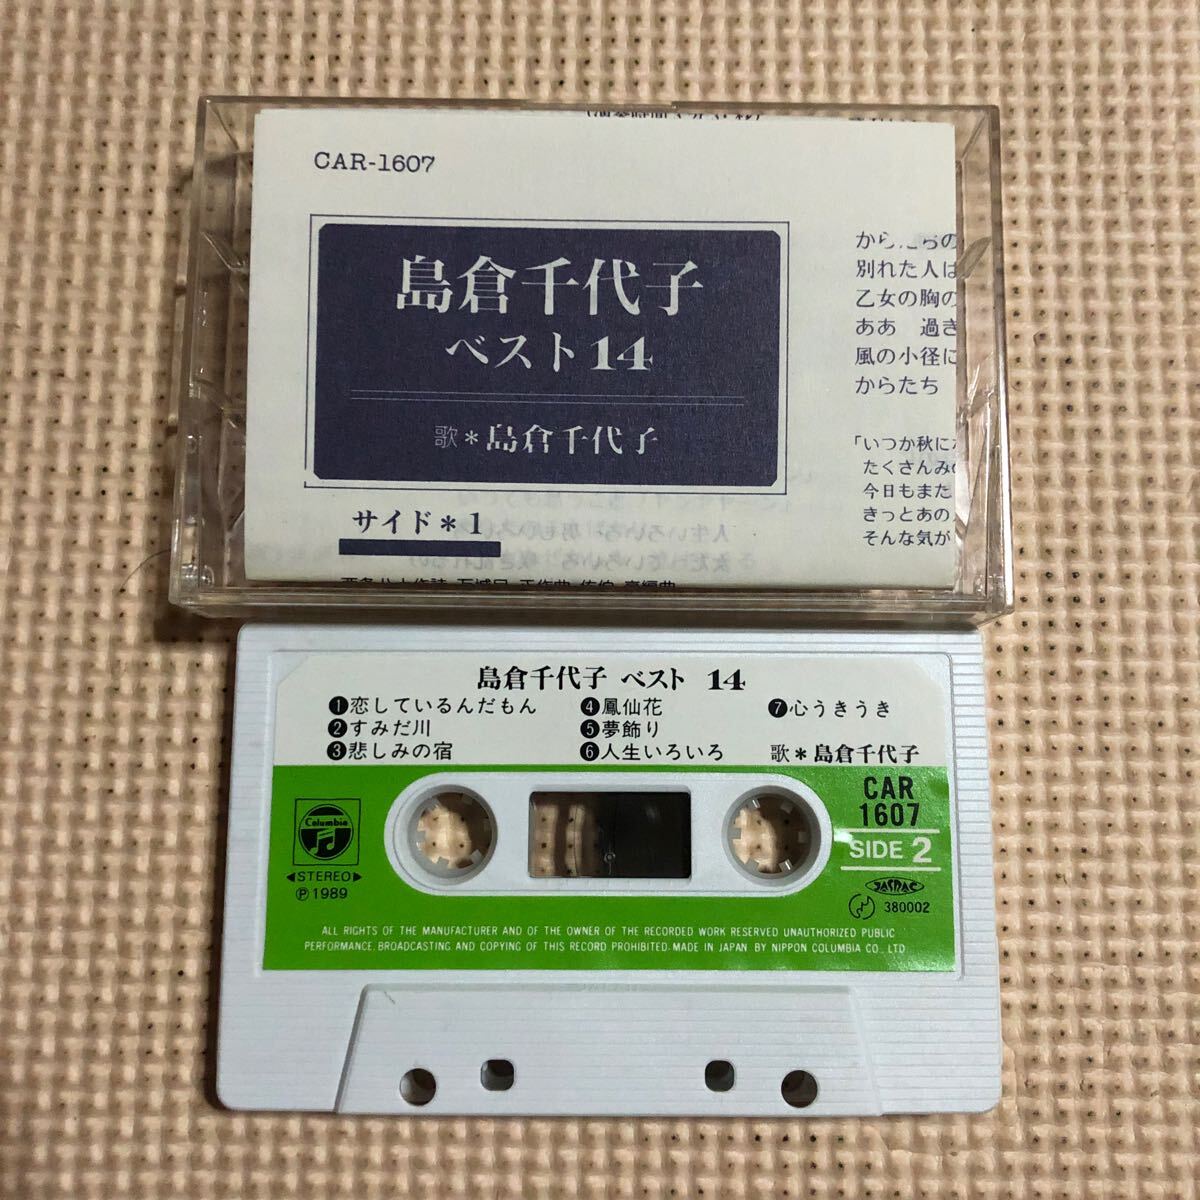 CAR-1607
島倉千代子
ベスト14
歌＊島倉千代子
サイド＊1
別れた人は
乙女の胸の
ああ　過ぎ
風の小径に
からたち
「いつか秋に
たくさんみ
今日もまた
きっとあの
そんな気が
島倉千代子 ベスト 14
❶恋しているんだもん
❷すみだ川
❸悲しみの宿
❹鳳仙花
❺夢飾り
❻人生いろいろ
❼心うきうき
歌＊島倉千代子
Columbia
◀STEREO▶
Ⓟ1989
CAR
1607
SIDE 2
JASRAC
380002
ALL RIGHTS OF THE MANUFACTURER AND OF THE OWNER OF THE RECORDED WORK RESERVED UNAUTHORIZED PUBLIC
PERFORMANCE, BROADCASTING AND COPYING OF THIS RECORD PROHIBITED. MADE IN JAPAN BY NIPPON COLUMBIA CO., LTD.